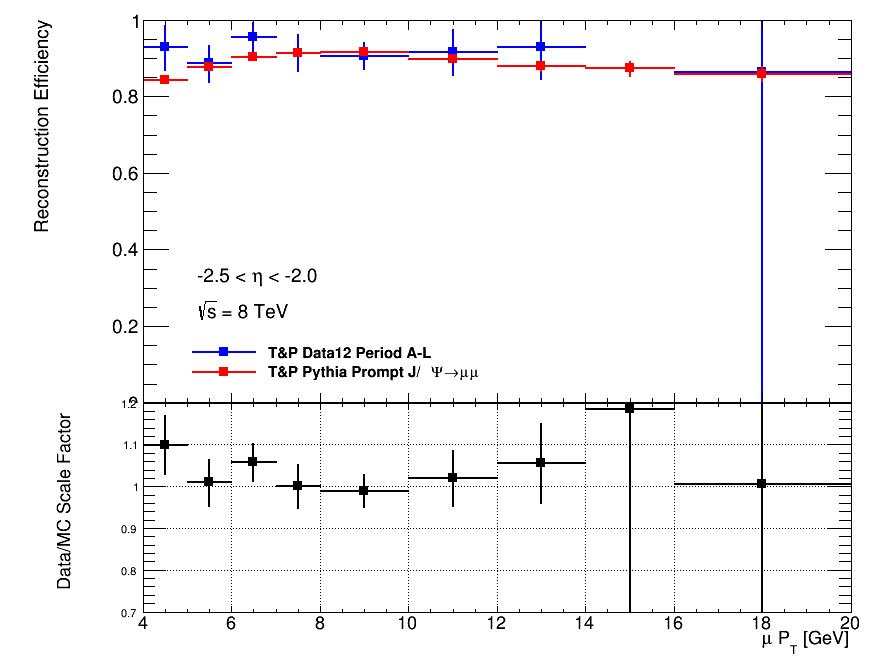 Reconstruction Efficiency
1
0.8
0.6
0.4
0.2
-2.5 < η < -2.0
√s = 8 TeV
T&P Data12 Period A-L
T&P Pythia Prompt J/ Ψ→μμ
Data/MC Scale Factor
1.2
1.1
1
0.9
0.8
0.7
4 6 8 10 12 14 16 18 20
μ P_T [GeV]